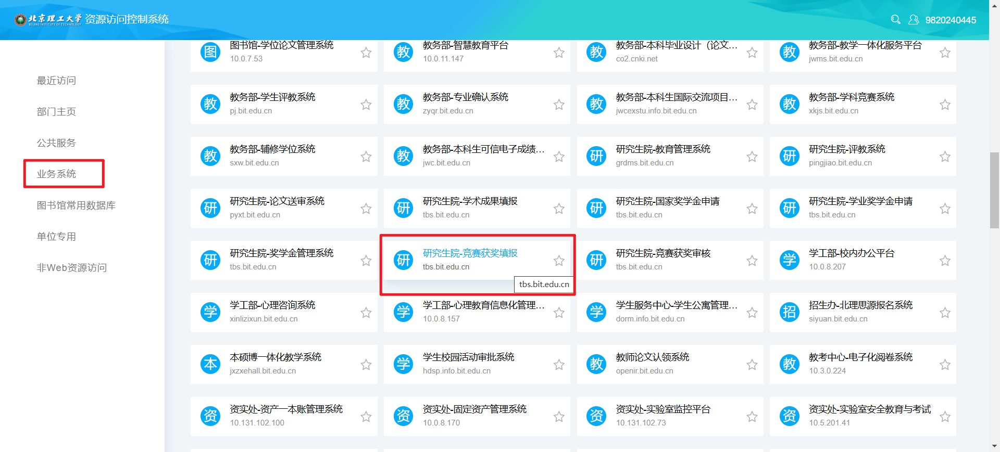 北京理工大学 资源访问控制系统
BEIJING INSTITUTE OF TECHNOLOGY
9820240445
最近访问
部门主页
公共服务
业务系统
图书馆常用数据库
单位专用
非Web资源访问
图 图书馆-学位论文管理系统
10.0.7.53
教 教务部-智慧教育平台
10.0.11.147
教 教务部-本科毕业设计（论文...
co2.cnki.net
教 教务部-教学一体化服务平台
jwms.bit.edu.cn
教 教务部-学生评教系统
pj.bit.edu.cn
教 教务部-专业确认系统
zyqr.bit.edu.cn
教 教务部-本科生国际交流项目...
jwcexstu.info.bit.edu.cn
教 教务部-学科竞赛系统
xkjs.bit.edu.cn
教 教务部-辅修学位系统
sxw.bit.edu.cn
教 教务部-本科生可信电子成绩...
jwc.bit.edu.cn
研 研究生院-教育管理系统
grdms.bit.edu.cn
研 研究生院-评教系统
pingjiao.bit.edu.cn
研 研究生院-论文送审系统
pyxt.bit.edu.cn
研 研究生院-学术成果填报
tbs.bit.edu.cn
研 研究生院-国家奖学金申请
tbs.bit.edu.cn
研 研究生院-学业奖学金申请
tbs.bit.edu.cn
研 研究生院-奖学金管理系统
tbs.bit.edu.cn
研 研究生院-竞赛获奖填报
tbs.bit.edu.cn
tbs.bit.edu.cn
研 研究生院-竞赛获奖审核
tbs.bit.edu.cn
学 学工部-校内办公平台
10.0.8.207
学 学工部-心理咨询系统
xinlizixun.bit.edu.cn
学 学工部-心理教育信息化管理...
10.0.8.157
学 学生服务中心-学生公寓管理...
dorm.info.bit.edu.cn
招 招生办-北理思源报名系统
siyuan.bit.edu.cn
本 本硕博一体化教学系统
jxzxehall.bit.edu.cn
学 学生校园活动审批系统
hdsp.info.bit.edu.cn
教 教师论文认领系统
openir.bit.edu.cn
教 教考中心-电子化阅卷系统
10.3.0.224
资 资实处-资产一本账管理系统
10.131.102.100
资 资实处-固定资产管理系统
10.0.8.170
资 资实处-实验室监控平台
10.131.102.73
资 资实处-实验室安全教育与考试
10.5.201.41